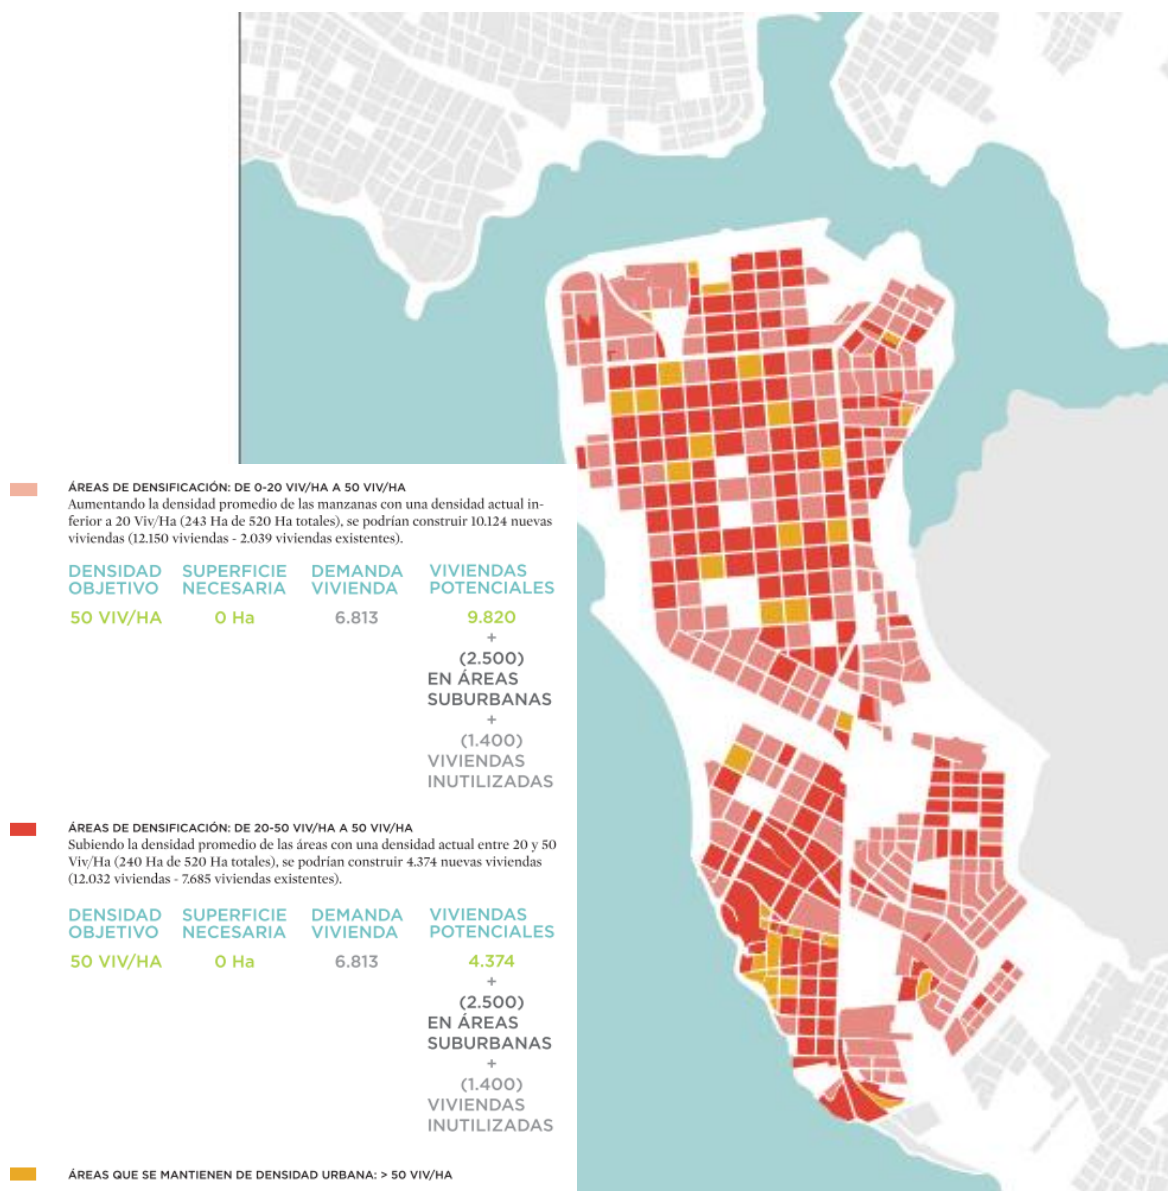 ÁREAS DE DENSIFICACIÓN: DE 0-20 VIV/HA A 50 VIV/HA
Aumentando la densidad promedio de las manzanas con una densidad actual in-
ferior a 20 Viv/Ha (243 Ha de 520 Ha totales), se podrían construir 10.124 nuevas
viviendas (12.150 viviendas - 2.039 viviendas existentes).
DENSIDAD SUPERFICIE DEMANDA VIVIENDAS
OBJETIVO NECESARIA VIVIENDA POTENCIALES
50 VIV/HA 0 Ha 6.813 9.820
+
(2.500)
EN ÁREAS
SUBURBANAS
+
(1.400)
VIVIENDAS
INUTILIZADAS
ÁREAS DE DENSIFICACIÓN: DE 20-50 VIV/HA A 50 VIV/HA
Subiendo la densidad promedio de las áreas con una densidad actual entre 20 y 50
Viv/Ha (240 Ha de 520 Ha totales), se podrían construir 4.374 nuevas viviendas
(12.032 viviendas - 7.685 viviendas existentes).
DENSIDAD SUPERFICIE DEMANDA VIVIENDAS
OBJETIVO NECESARIA VIVIENDA POTENCIALES
50 VIV/HA 0 Ha 6.813 4.374
+
(2.500)
EN ÁREAS
SUBURBANAS
+
(1.400)
VIVIENDAS
INUTILIZADAS
ÁREAS QUE SE MANTIENEN DE DENSIDAD URBANA: > 50 VIV/HA